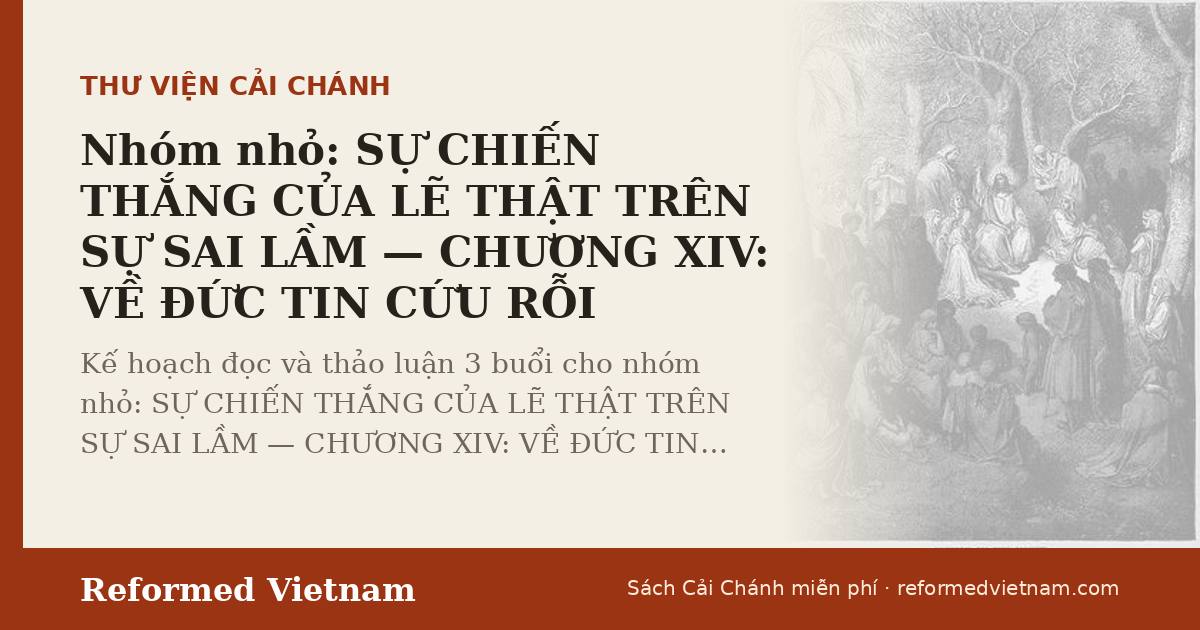 THƯ VIỆN CẢI CHÁNH
Nhóm nhỏ: SỰ CHIẾN
THẮNG CỦA LẼ THẬT TRÊN
SỰ SAI LẦM — CHƯƠNG XIV:
VỀ ĐỨC TIN CỨU RỖI
Kế hoạch đọc và thảo luận 3 buổi cho nhóm
nhỏ: SỰ CHIẾN THẮNG CỦA LẼ THẬT TRÊN
SỰ SAI LẦM — CHƯƠNG XIV: VỀ ĐỨC TIN…
Reformed Vietnam
Sách Cải Chánh miễn phí · reformedvietnam.com